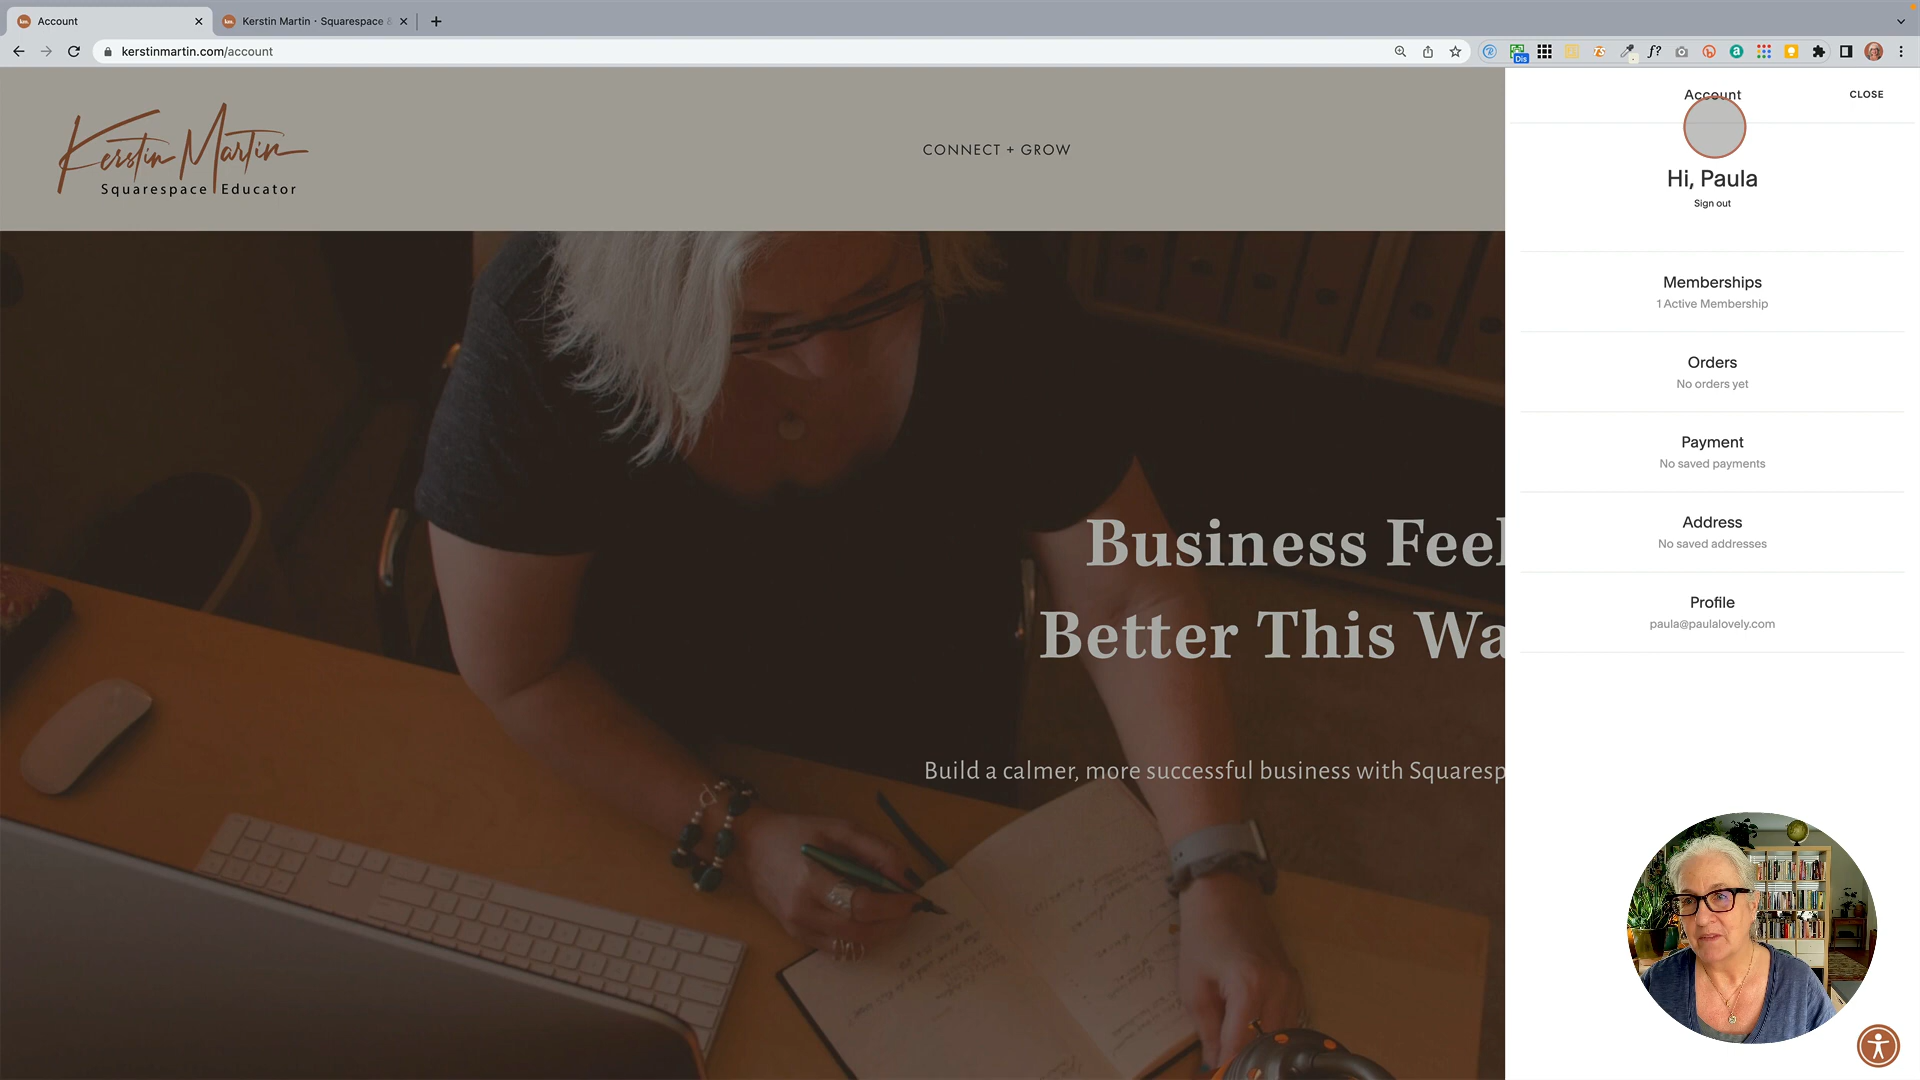 Account
Kerstin Martin · Squarespace
kerstinmartin.com/account
Dis
f?
Kerstin Martin
Squarespace Educator
CONNECT + GROW
Business Feel
Better This Wa
Build a calmer, more successful business with Squaresp
Account
CLOSE
Hi, Paula
Sign out
Memberships
1 Active Membership
Orders
No orders yet
Payment
No saved payments
Address
No saved addresses
Profile
paula@paulalovely.com